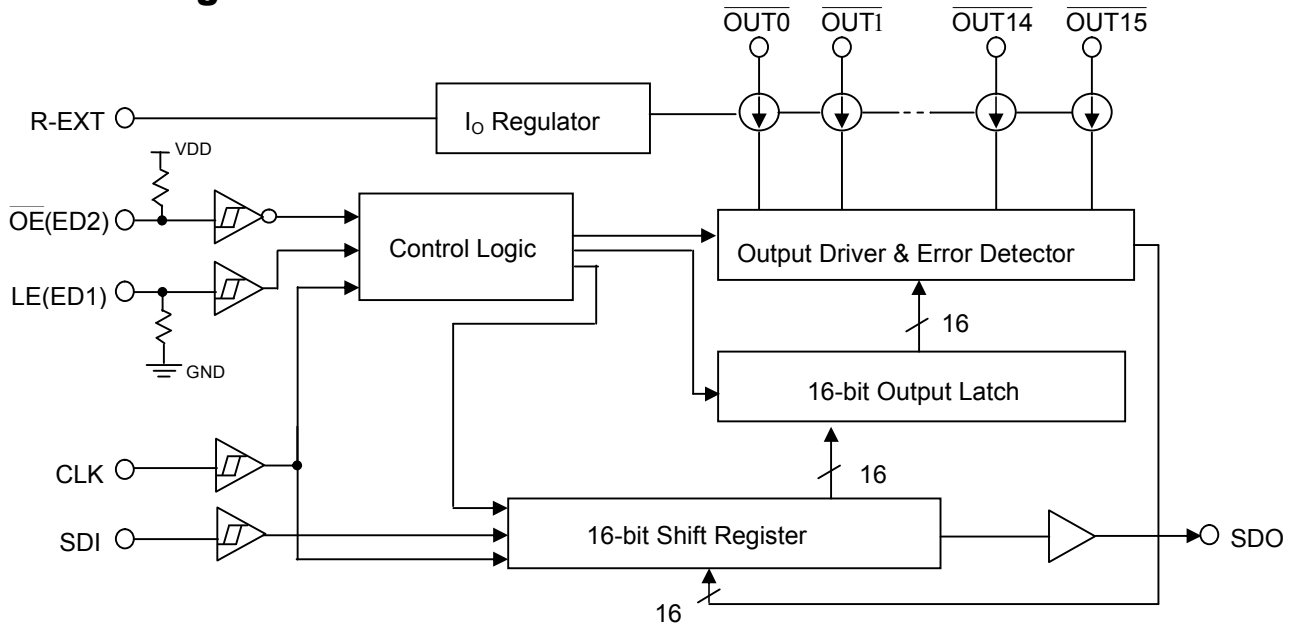 OUT0 OUT1 OUT14 OUT15
R-EXT
I_O Regulator
VDD
OE(ED2)
Control Logic
Output Driver & Error Detector
LE(ED1)
16
GND
16-bit Output Latch
CLK
16
SDI
16-bit Shift Register
SDO
16